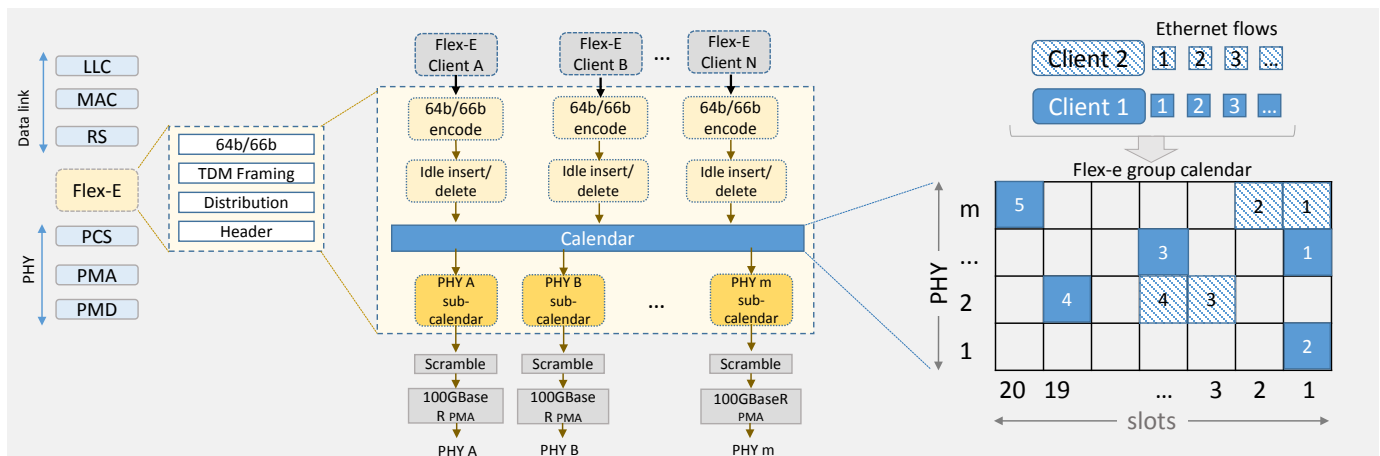 Data link
LLC
MAC
RS
Flex-E
PHY
PCS
PMA
PMD
64b/66b
TDM Framing
Distribution
Header
Flex-E
Client A
Flex-E
Client B
...
Flex-E
Client N
64b/66b
encode
64b/66b
encode
64b/66b
encode
Idle insert/
delete
Idle insert/
delete
Idle insert/
delete
Calendar
PHY A
sub-
calendar
PHY B
sub-
calendar
...
PHY m
sub-
calendar
Scramble
Scramble
Scramble
100GBase
R PMA
100GBase
R PMA
100GBaseR
PMA
PHY A
PHY B
PHY m
Ethernet flows
Client 2 1 2 3 ...
Client 1 1 2 3 ...
Flex-e group calendar
PHY
m 5 2 1
... 3 1
2 4 4 3
1 2
20 19 ... 3 2 1
slots